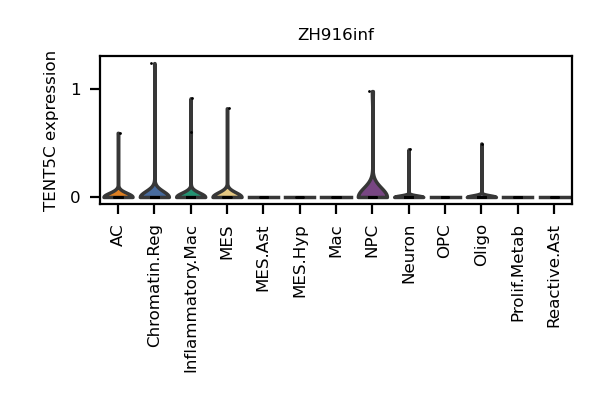 ZH916inf
TENT5C expression
1
0
AC
Chromatin.Reg
Inflammatory.Mac
MES
MES.Ast
MES.Hyp
Mac
NPC
Neuron
OPC
Oligo
Prolif.Metab
Reactive.Ast